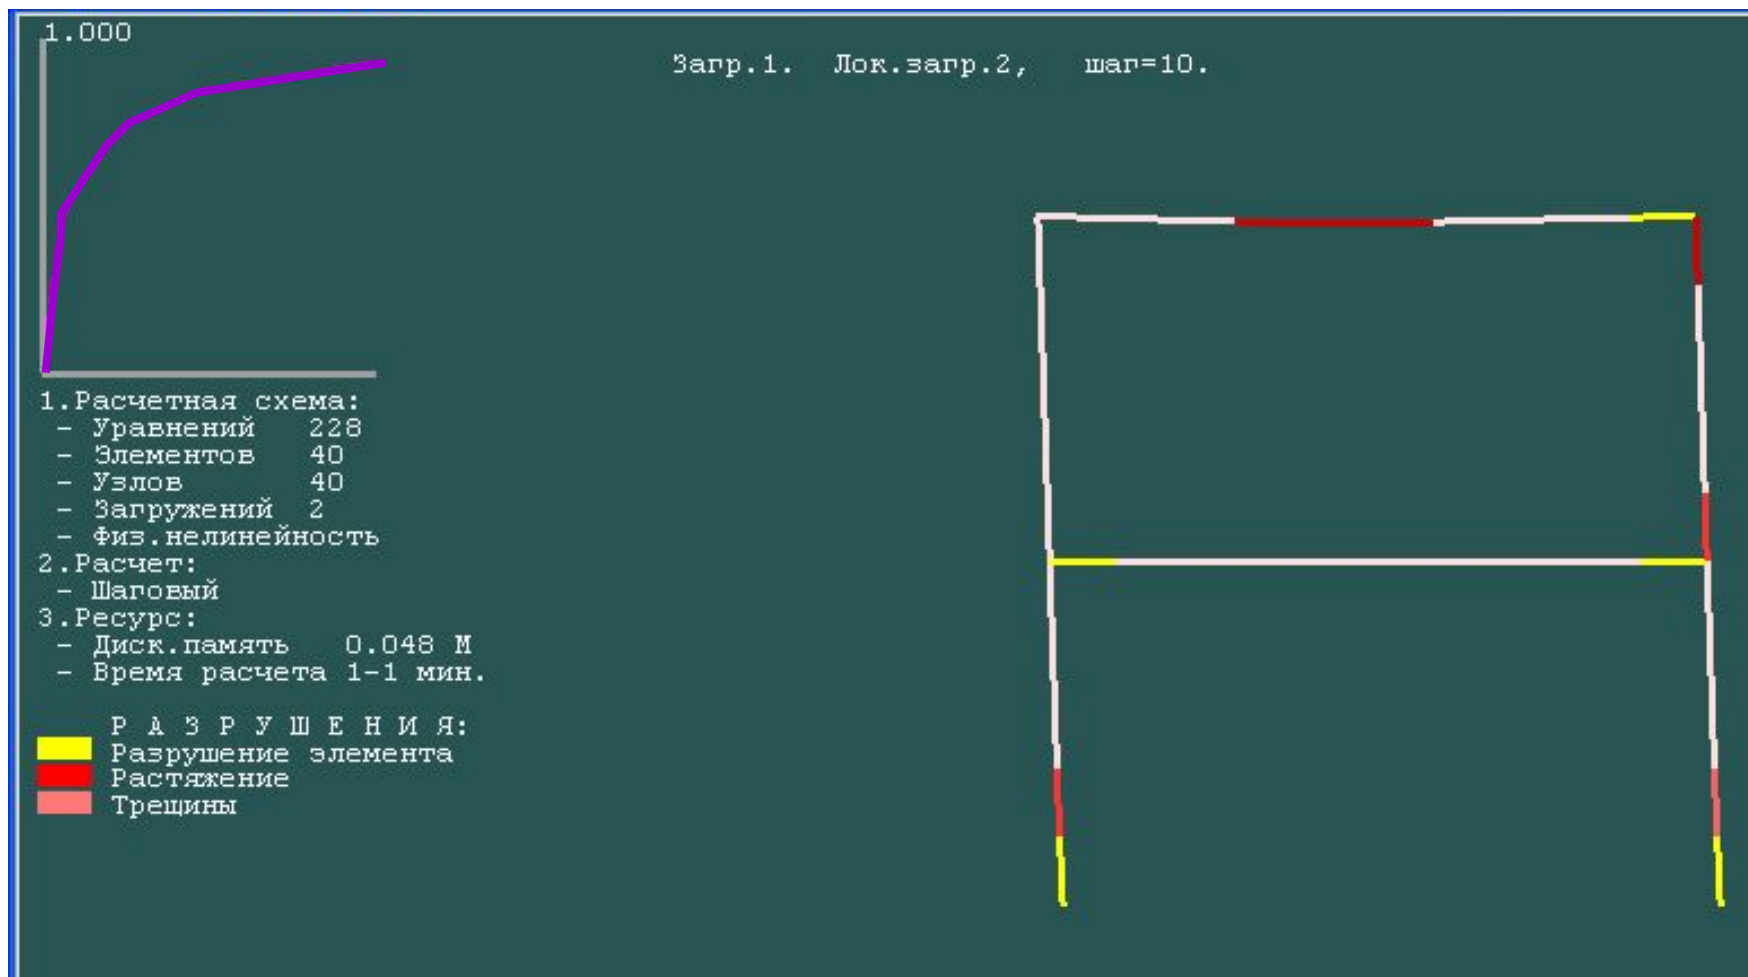 1.000
Загр.1. Лок.загр.2, шаг=10.
1.Расчетная схема:
- Уравнений 228
- Элементов 40
- Узлов 40
- Загружений 2
- Физ.нелинейность
2.Расчет:
- Шаговый
3.Ресурс:
- Диск.память 0.048 М
- Время расчета 1-1 мин.
Р А З Р У Ш Е Н И Я:
Разрушение элемента
Растяжение
Трещины